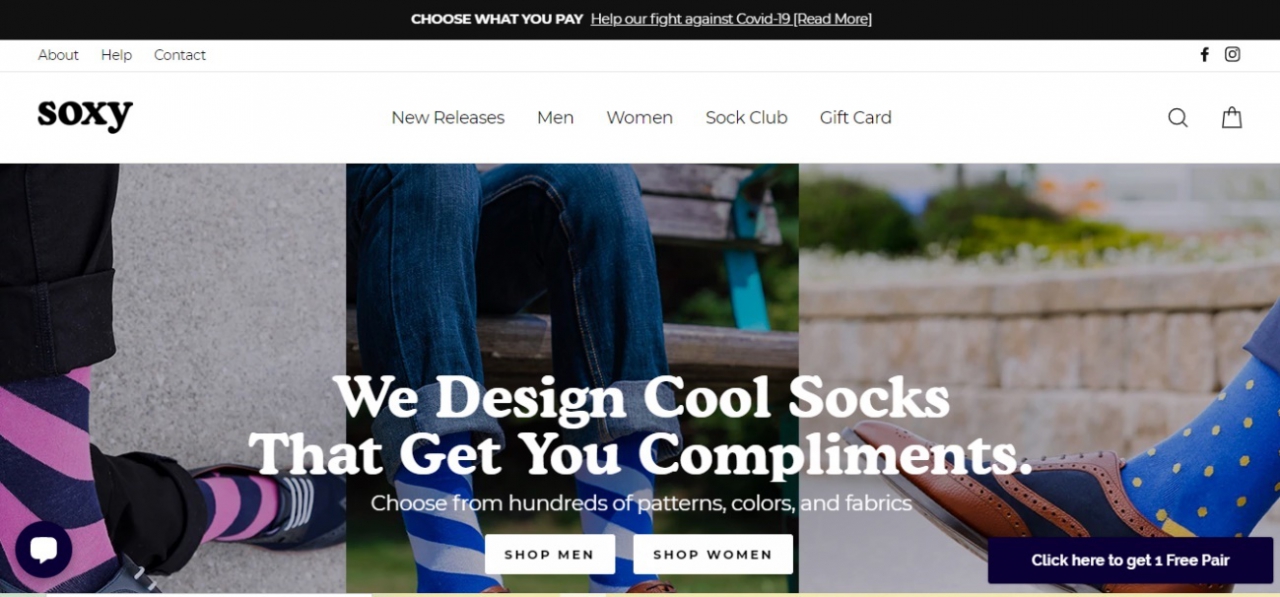 CHOOSE WHAT YOU PAY Help our fight against Covid-19 [Read More]
About Help Contact
soxy
New Releases Men Women Sock Club Gift Card
We Design Cool Socks
That Get You Compliments.
Choose from hundreds of patterns, colors, and fabrics
SHOP MEN SHOP WOMEN
Click here to get 1 Free Pair